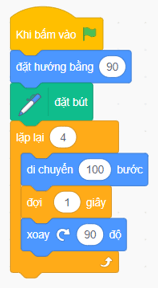 Khi bấm vào
đặt hướng bằng 90
đặt bút
lặp lại 4
di chuyển 100 bước
đợi 1 giây
xoay 90 độ